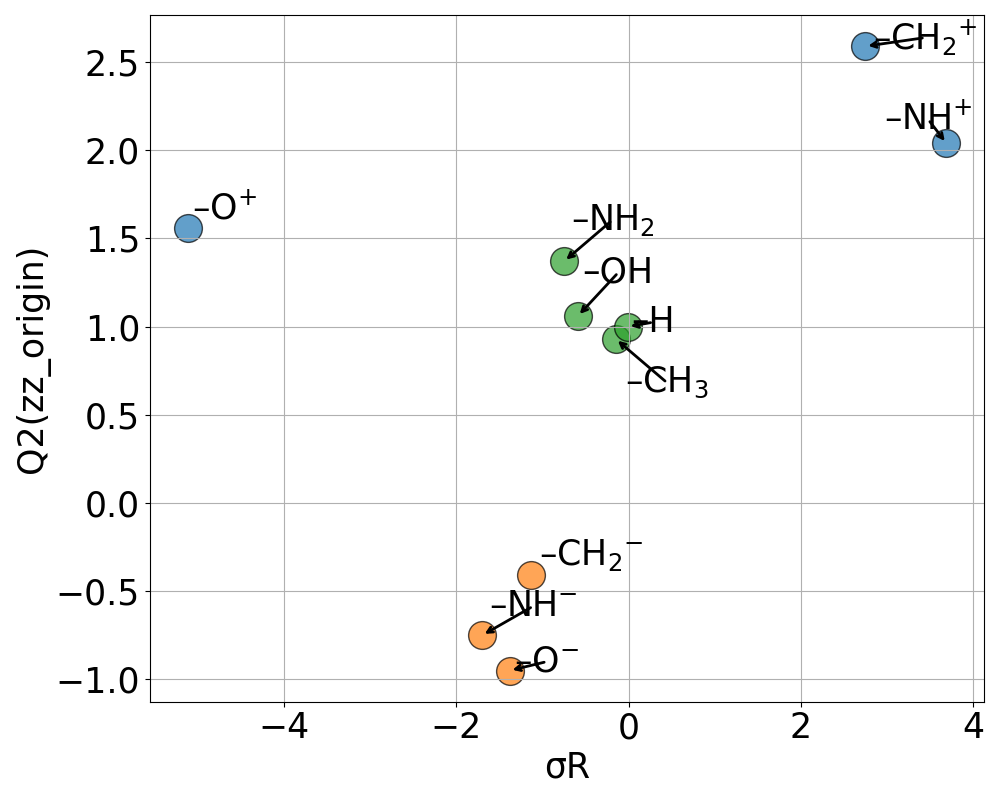 –CH₂⁺
–NH⁺
–O⁺
–NH₂
–OH
–H
–CH₃
–CH₂⁻
–NH⁻
–O⁻
2.5
2.0
1.5
1.0
0.5
0.0
−0.5
−1.0
Q2(zz_origin)
−4
−2
0
2
4
σR